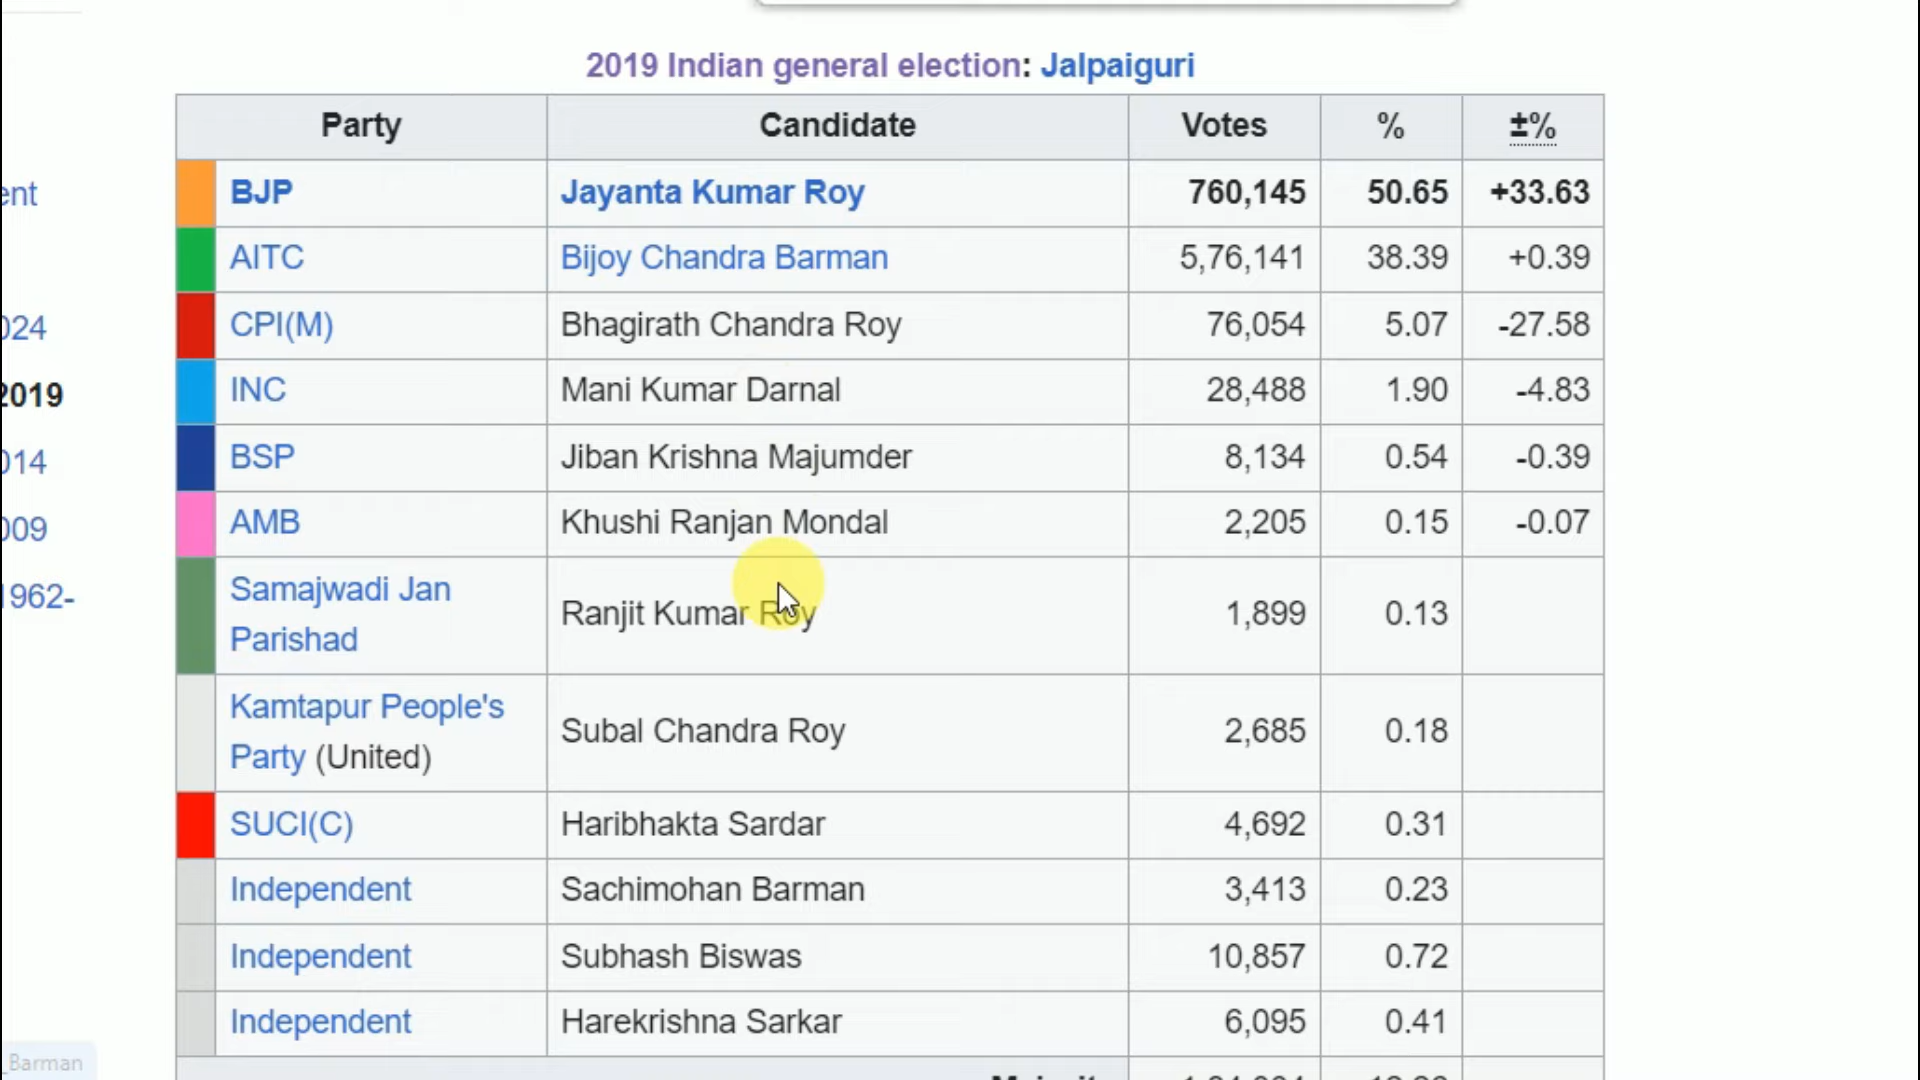 2019 Indian general election: Jalpaiguri
Party Candidate Votes % ±%
BJP Jayanta Kumar Roy 760,145 50.65 +33.63
AITC Bijoy Chandra Barman 5,76,141 38.39 +0.39
CPI(M) Bhagirath Chandra Roy 76,054 5.07 -27.58
INC Mani Kumar Darnal 28,488 1.90 -4.83
BSP Jiban Krishna Majumder 8,134 0.54 -0.39
AMB Khushi Ranjan Mondal 2,205 0.15 -0.07
Samajwadi Jan
Parishad Ranjit Kumar Roy 1,899 0.13
Kamtapur People's
Party (United) Subal Chandra Roy 2,685 0.18
SUCI(C) Haribhakta Sardar 4,692 0.31
Independent Sachimohan Barman 3,413 0.23
Independent Subhash Biswas 10,857 0.72
Independent Harekrishna Sarkar 6,095 0.41
ent
024
2019
014
009
1962-
_Barman